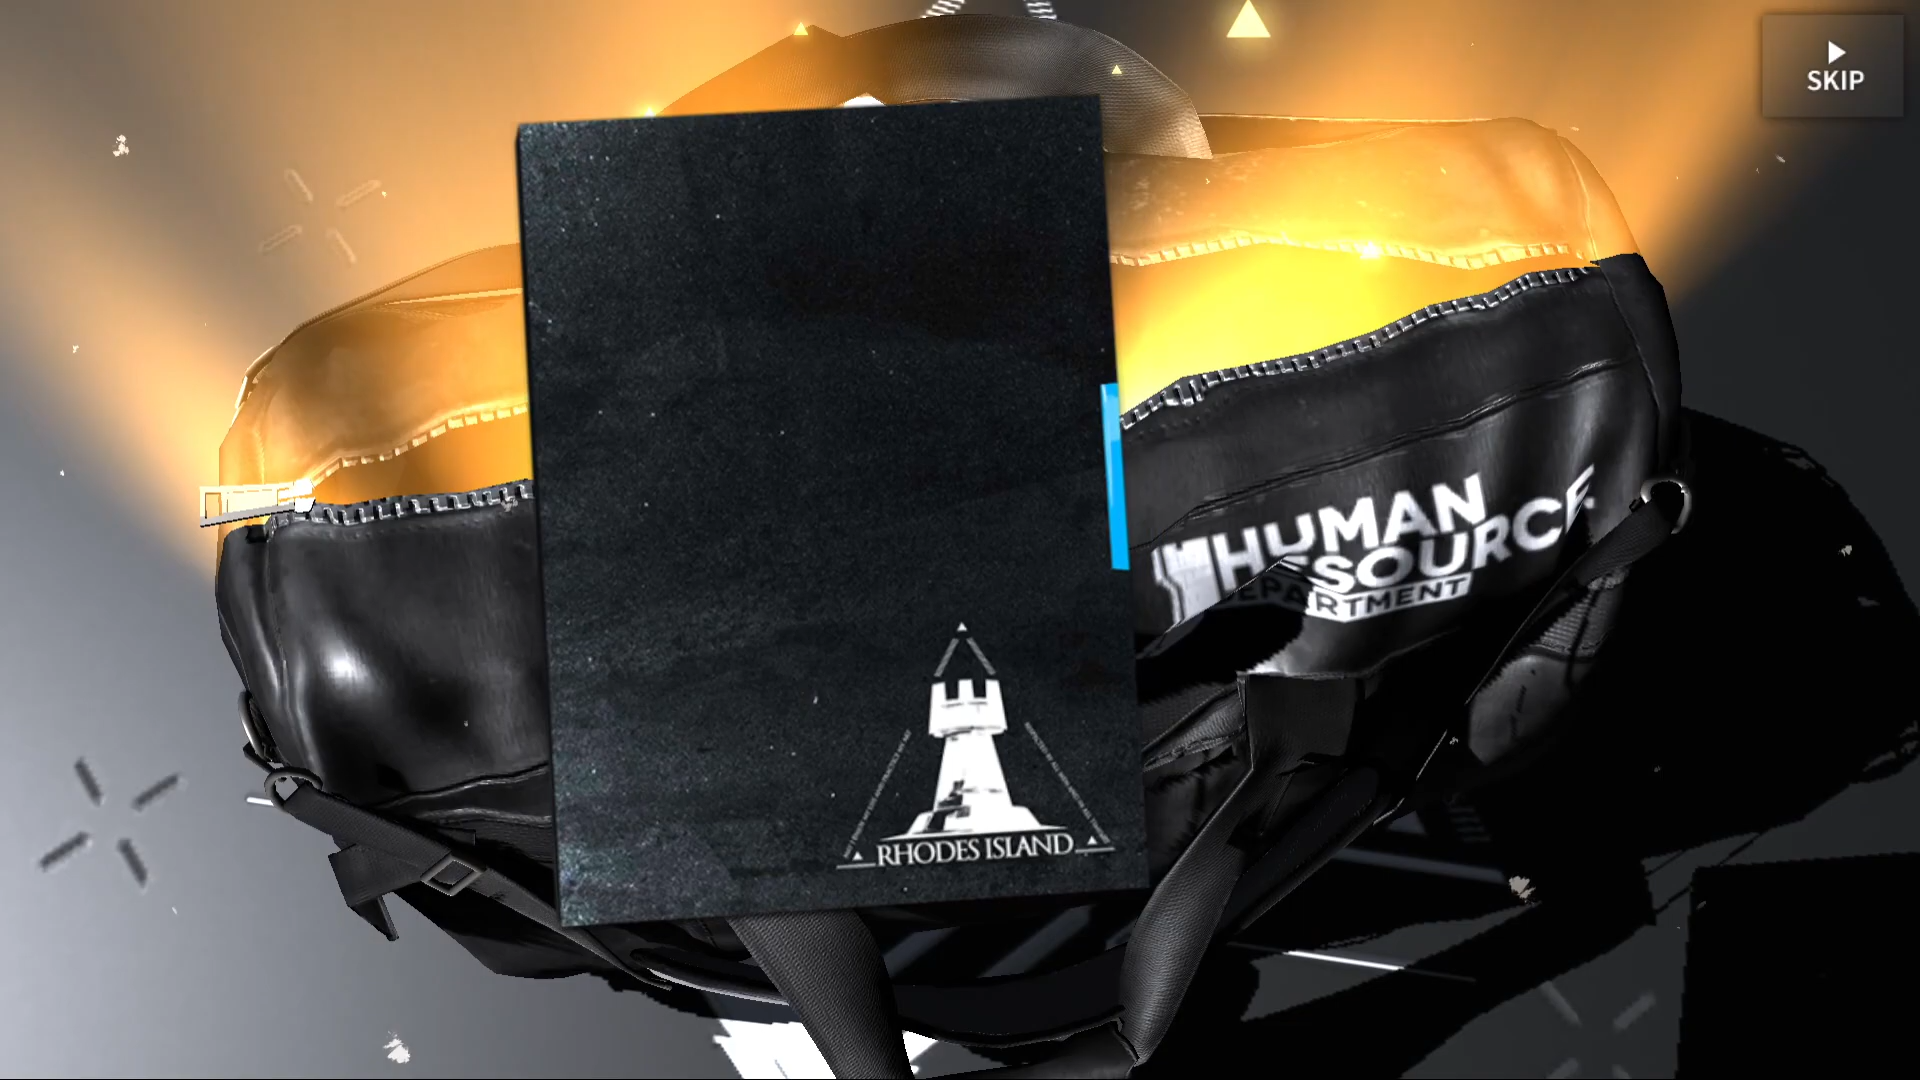 SKIP
HUMAN
RESOURCE
DEPARTMENT
RHODES ISLAND